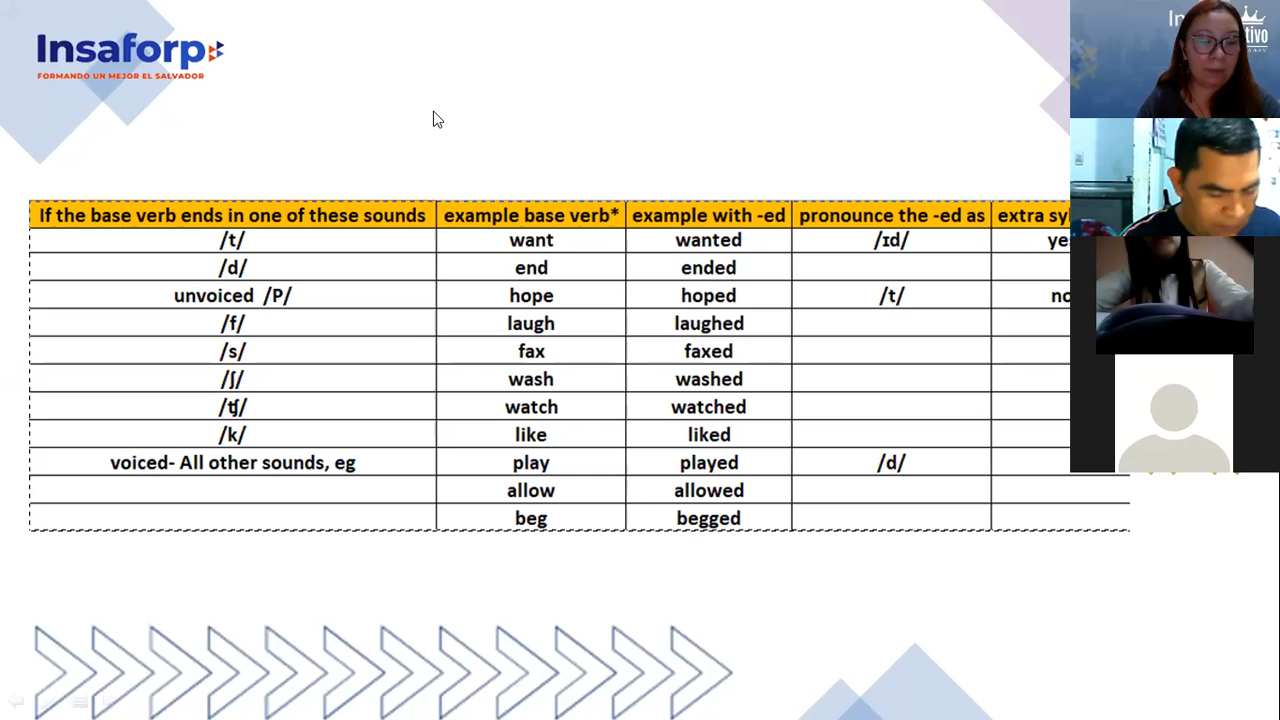 Insaforp
FORMANDO UN MEJOR EL SALVADOR
If the base verb ends in one of these sounds example base verb* example with -ed pronounce the -ed as extra
/t/ want wanted /ɪd/
/d/ end ended
unvoiced /P/ hope hoped /t/ no
/f/ laugh laughed
/s/ fax faxed
/ʃ/ wash washed
/ʧ/ watch watched
/k/ like liked
voiced- All other sounds, eg play played /d/
allow allowed
beg begged